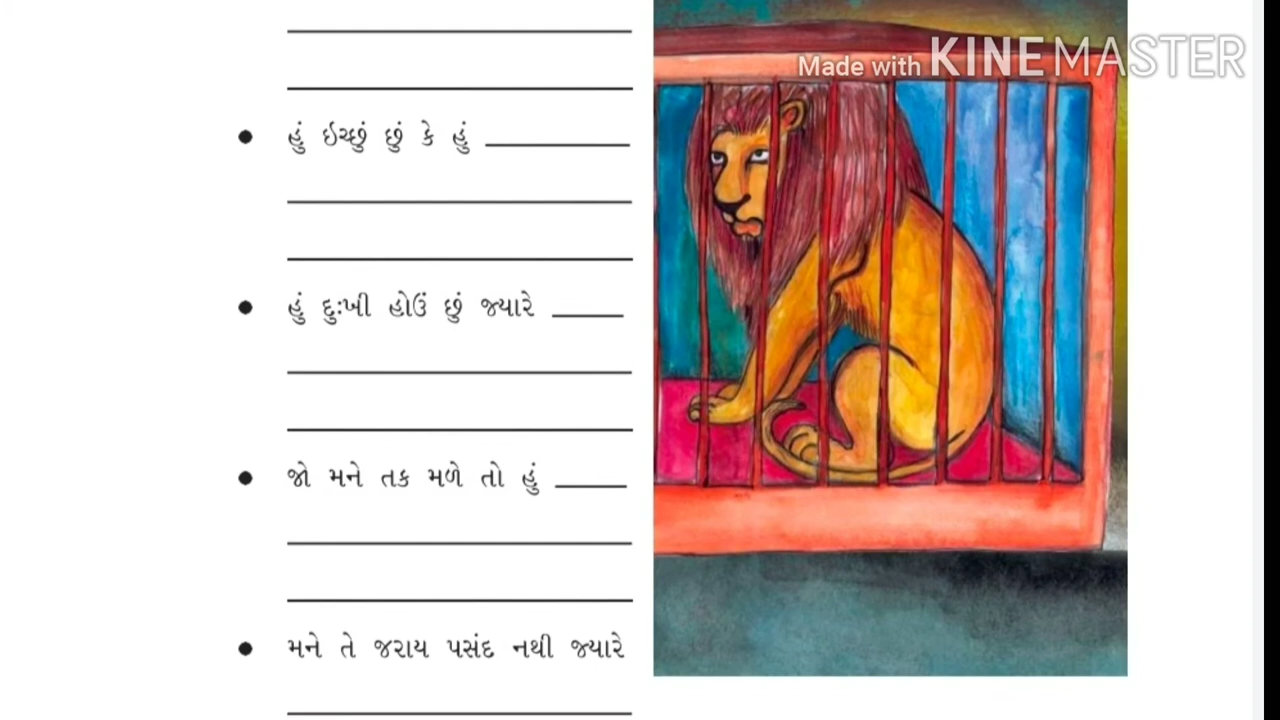 Made with KINEMASTER
હું ઇચ્છું છું કે હું
હું દુઃખી હોઉં છું જ્યારે
જો મને તક મળે તો હું
મને તે જરાય પસંદ નથી જ્યારે